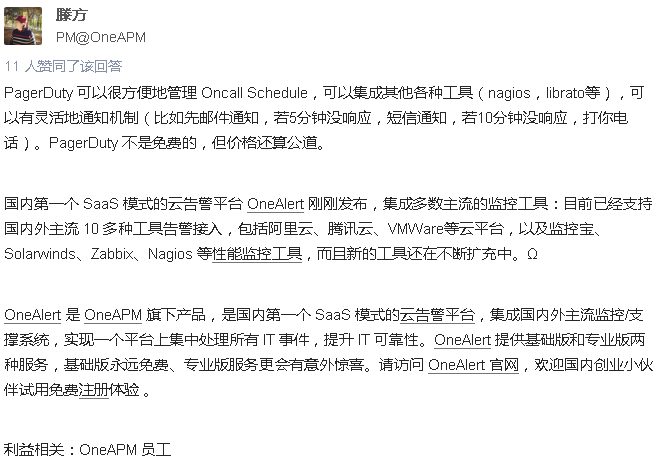 滕方
PM@OneAPM
11 人赞同了该回答
PagerDuty 可以很方便地管理 Oncall Schedule，可以集成其他各种工具（nagios，librato等），可
以有灵活地通知机制（比如先邮件通知，若5分钟没响应，短信通知，若10分钟没响应，打你电
话）。PagerDuty 不是免费的，但价格还算公道。
国内第一个 SaaS 模式的云告警平台 OneAlert 刚刚发布，集成多数主流的监控工具：目前已经支持
国内外主流 10 多种工具告警接入，包括阿里云、腾讯云、VMWare等云平台，以及监控宝、
Solarwinds、Zabbix、Nagios 等性能监控工具，而且新的工具还在不断扩充中。Ω
OneAlert 是 OneAPM 旗下产品，是国内第一个 SaaS 模式的云告警平台，集成国内外主流监控/支
撑系统，实现一个平台上集中处理所有 IT 事件，提升 IT 可靠性。OneAlert 提供基础版和专业版两
种服务，基础版永远免费、专业版服务更会有意外惊喜。请访问 OneAlert 官网，欢迎国内创业小伙
伴试用免费注册体验 。
利益相关：OneAPM 员工